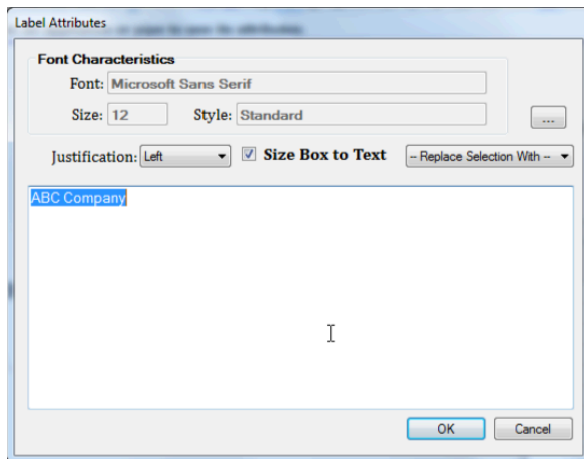 Label Attributes
Font Characteristics
Font: Microsoft Sans Serif
Size: 12 Style: Standard
...
Justification: Left Size Box to Text -- Replace Selection With --
ABC Company
OK Cancel